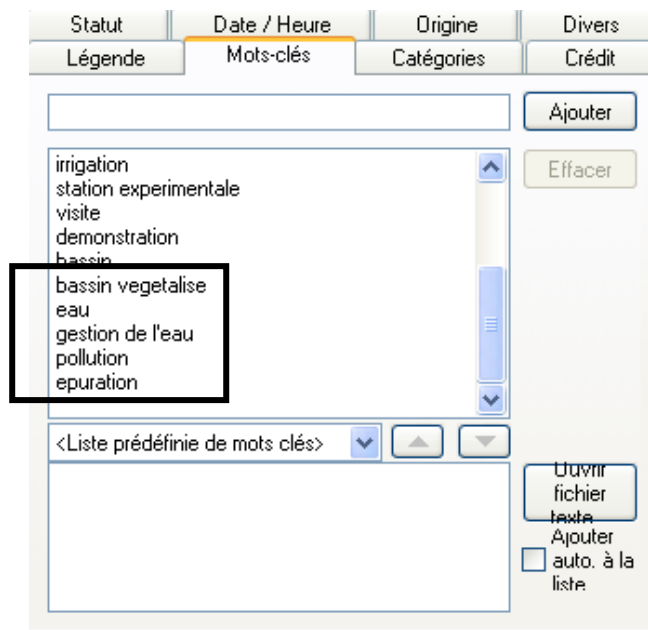 Statut Date / Heure Origine Divers
Légende Mots-clés Catégories Crédit
Ajouter
irrigation Effacer
station experimentale
visite
demonstration
bassin
bassin vegetalise
eau
gestion de l'eau
pollution
epuration
<Liste prédéfinie de mots clés>
Ouvrir
fichier
texte
Ajouter
auto. à la
liste